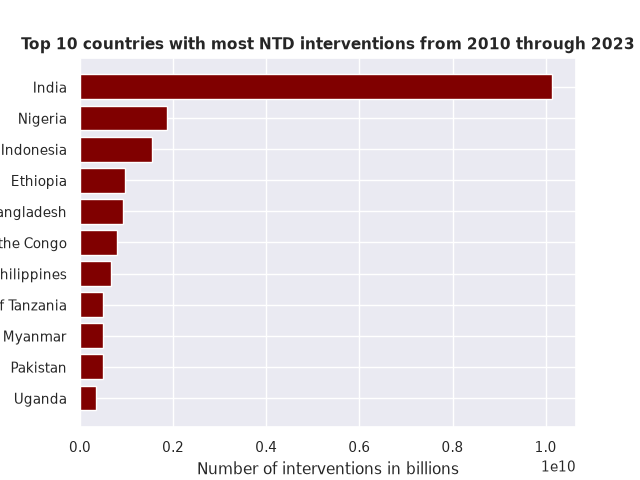 Top 10 countries with most NTD interventions from 2010 through 2023
India
Nigeria
Indonesia
Ethiopia
angladesh
the Congo
hilippines
f Tanzania
Myanmar
Pakistan
Uganda
0.0 0.2 0.4 0.6 0.8 1.0
1e10
Number of interventions in billions